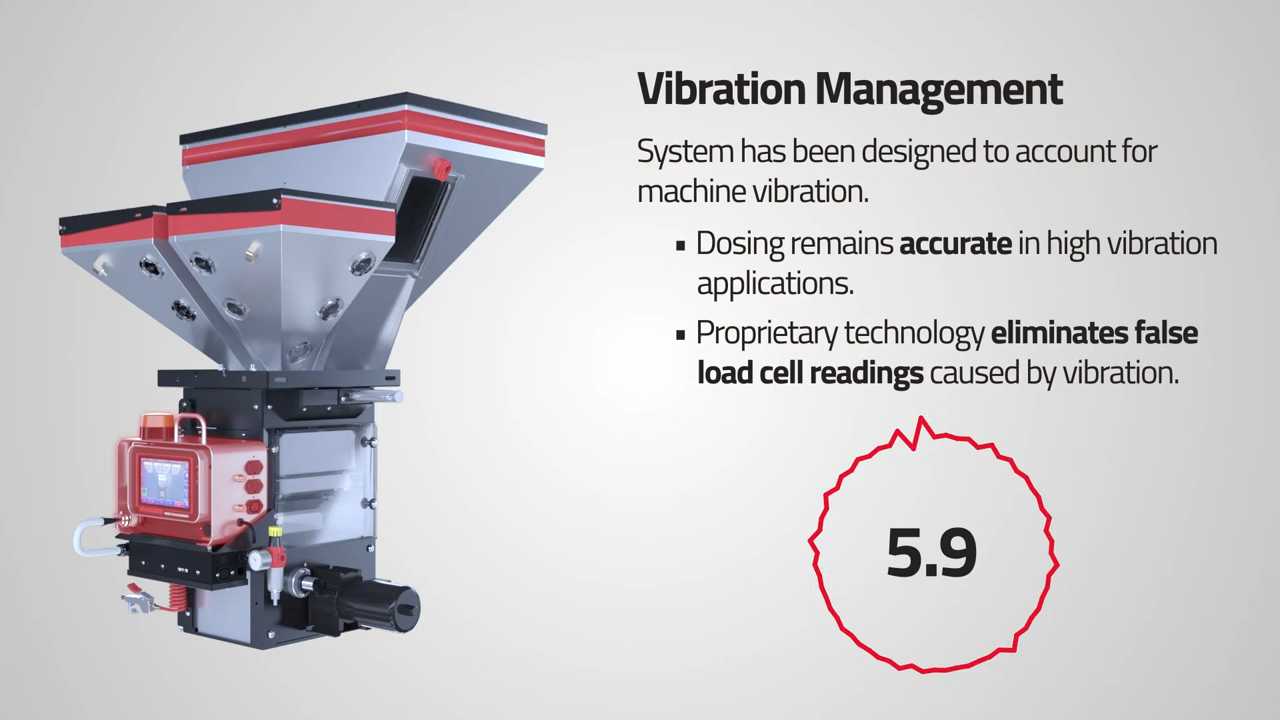 Vibration Management
System has been designed to account for
machine vibration.
▪ Dosing remains accurate in high vibration
applications.
▪ Proprietary technology eliminates false
load cell readings caused by vibration.
5.9